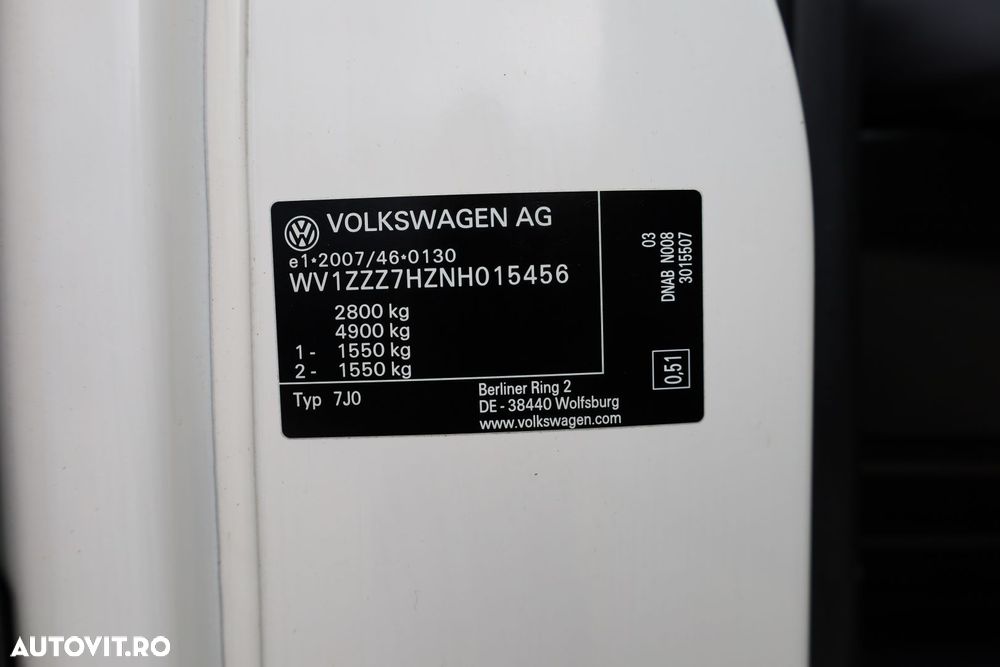 VOLKSWAGEN AG
e1*2007/46*0130
WV1ZZZ7HZNH015456
2800 kg
4900 kg
1- 1550 kg
2- 1550 kg
Typ 7J0
Berliner Ring 2
DE - 38440 Wolfsburg
www.volkswagen.com
03
DNAB N008
3015507
0,51
AUTOVIT.RO